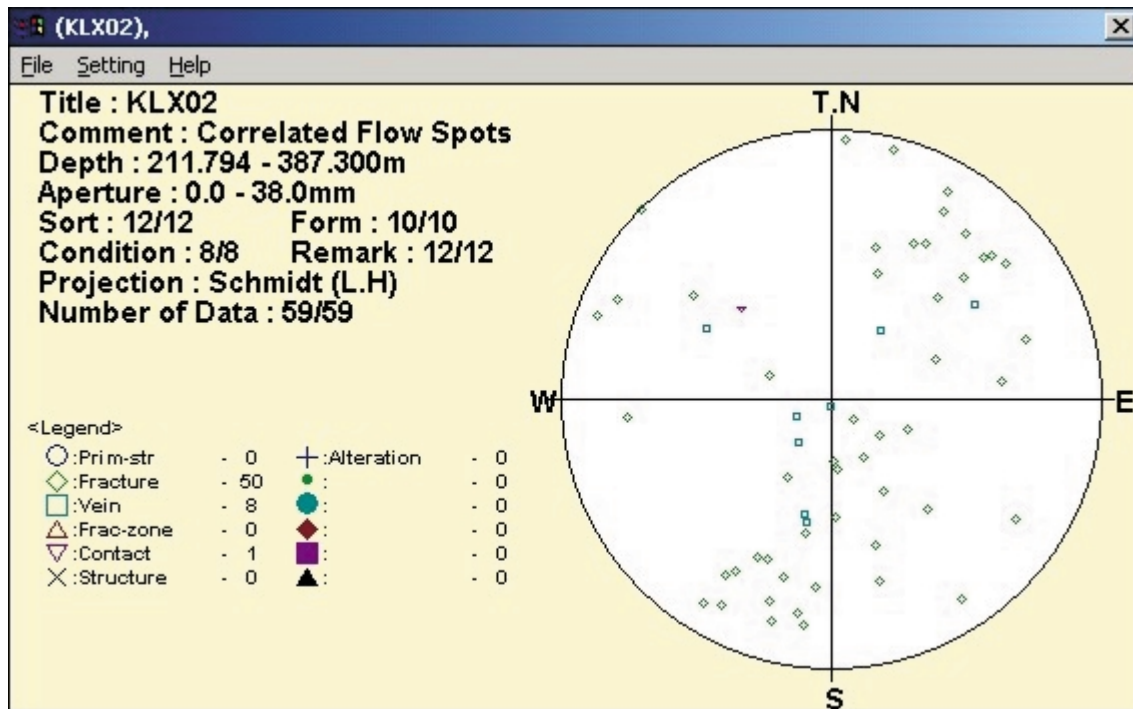 (KLX02),
File Setting Help
Title : KLX02
Comment : Correlated Flow Spots
Depth : 211.794 - 387.300m
Aperture : 0.0 - 38.0mm
Sort : 12/12 Form : 10/10
Condition : 8/8 Remark : 12/12
Projection : Schmidt (L.H)
Number of Data : 59/59
T.N
W
E
S
<Legend>
:Prim-str - 0 :Alteration - 0
:Fracture - 50 : - 0
:Vein - 8 : - 0
:Frac-zone - 0 : - 0
:Contact - 1 : - 0
:Structure - 0 : - 0